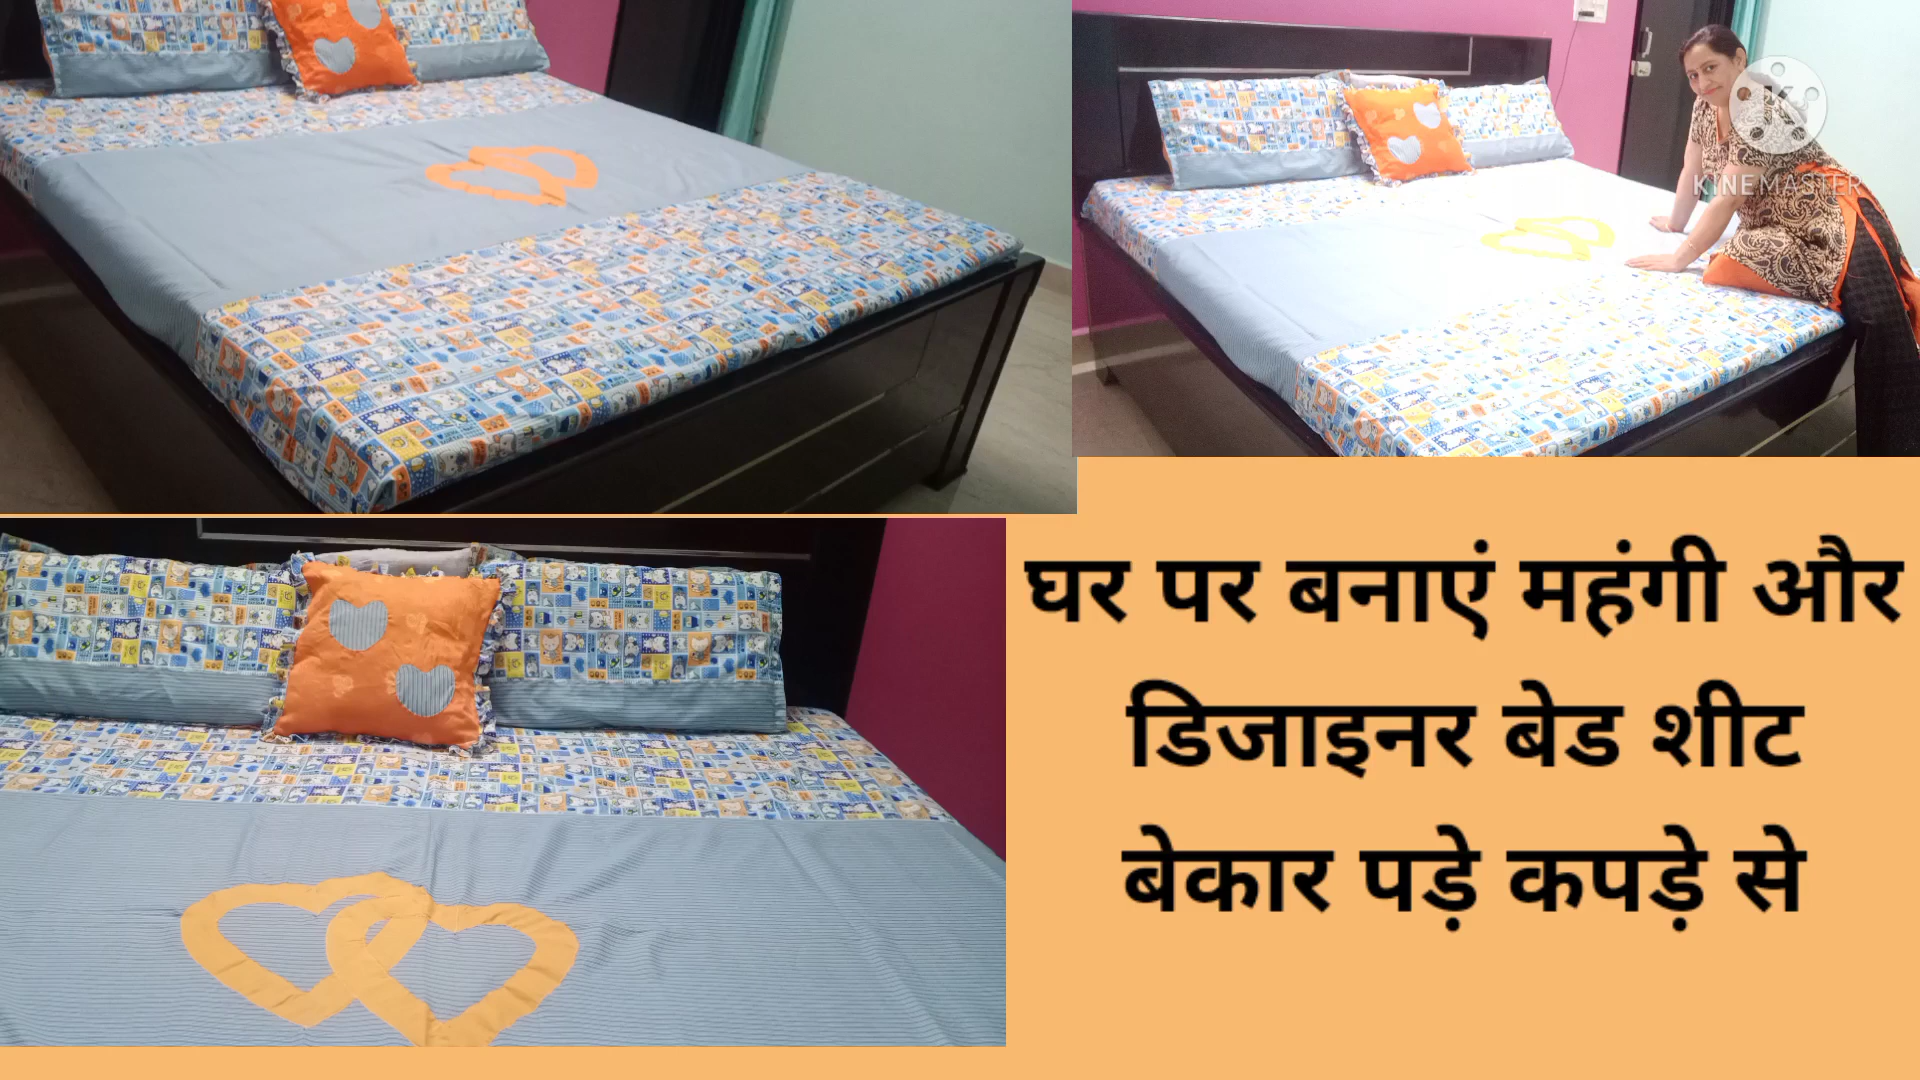 K
KINEMASTER
घर पर बनाएं महंगी और
डिजाइनर बेड शीट
बेकार पड़े कपड़े से